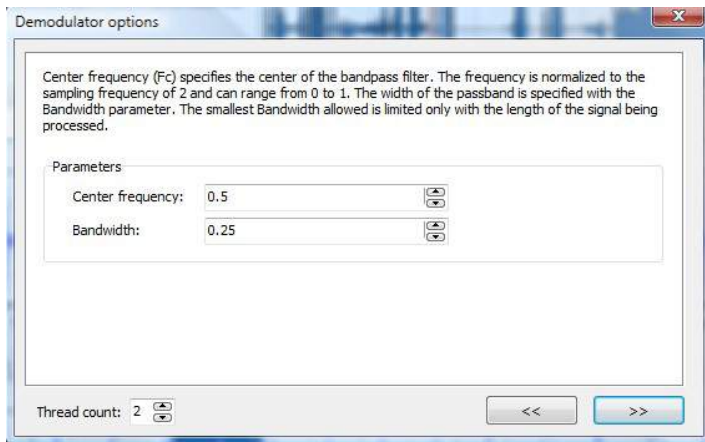 Demodulator options
X
Center frequency (Fc) specifies the center of the bandpass filter. The frequency is normalized to the
sampling frequency of 2 and can range from 0 to 1. The width of the passband is specified with the
Bandwidth parameter. The smallest Bandwidth allowed is limited only with the length of the signal being
processed.
Parameters
Center frequency: 0.5
Bandwidth: 0.25
Thread count: 2 << >>